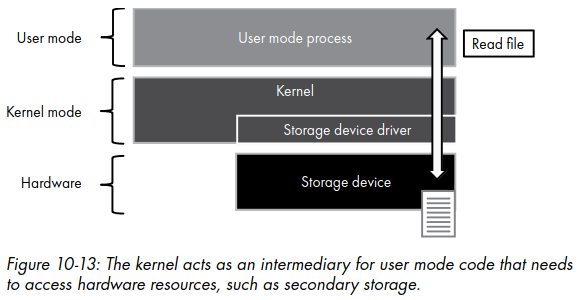 User mode
User mode process
Read file
Kernel mode
Kernel
Storage device driver
Hardware
Storage device
Figure 10-13: The kernel acts as an intermediary for user mode code that needs
to access hardware resources, such as secondary storage.